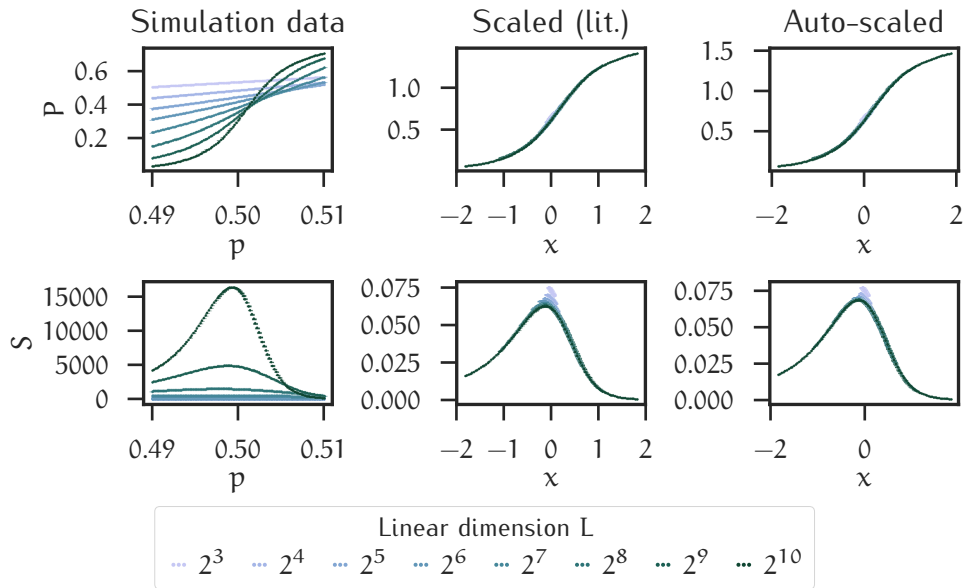 Simulation data Scaled (lit.) Auto-scaled
P
0.6
0.4
0.2
0.49 0.50 0.51
p
1.0
0.5
−2 −1 0 1 2
x
1.5
1.0
0.5
−2 0 2
x
S
15000
10000
5000
0
0.49 0.50 0.51
p
0.075
0.050
0.025
0.000
−2 −1 0 1 2
x
0.075
0.050
0.025
0.000
−2 0
x
Linear dimension L
2^3 2^4 2^5 2^6 2^7 2^8 2^9 2^10